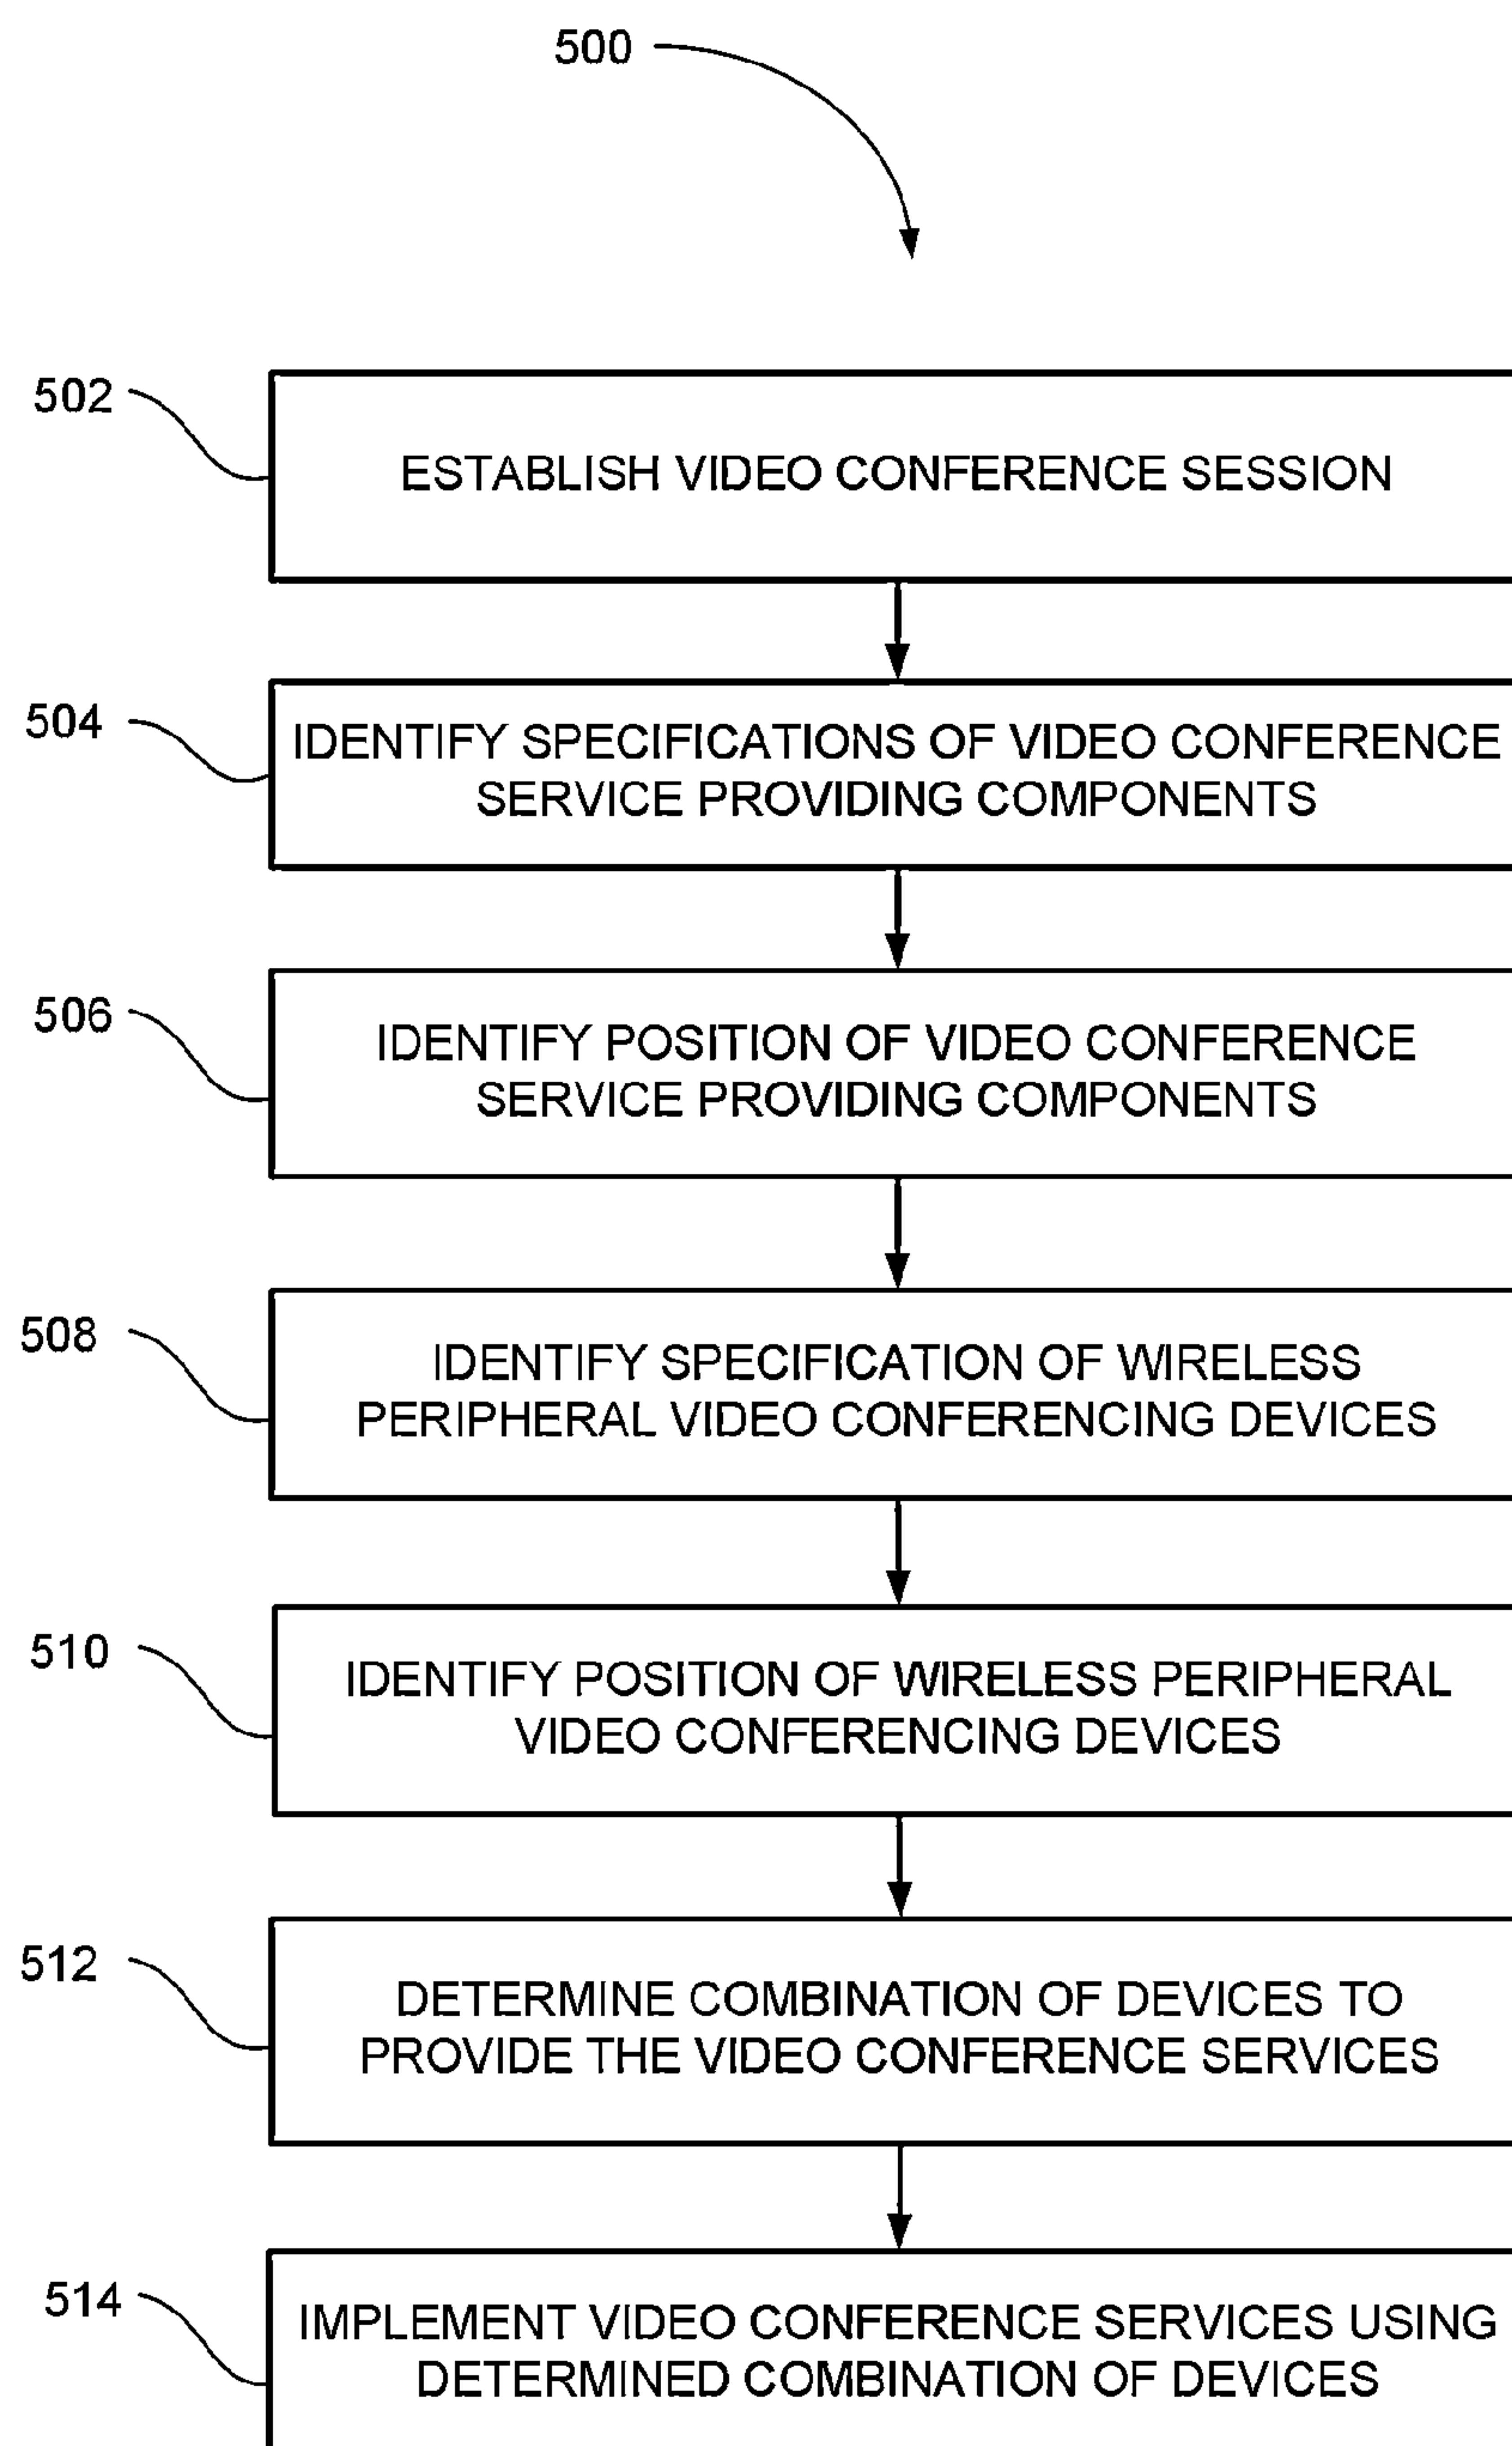 500
502
ESTABLISH VIDEO CONFERENCE SESSION
504
IDENTIFY SPECIFICATIONS OF VIDEO CONFERENCE
SERVICE PROVIDING COMPONENTS
506
IDENTIFY POSITION OF VIDEO CONFERENCE
SERVICE PROVIDING COMPONENTS
508
IDENTIFY SPECIFICATION OF WIRELESS
PERIPHERAL VIDEO CONFERENCING DEVICES
510
IDENTIFY POSITION OF WIRELESS PERIPHERAL
VIDEO CONFERENCING DEVICES
512
DETERMINE COMBINATION OF DEVICES TO
PROVIDE THE VIDEO CONFERENCE SERVICES
514
IMPLEMENT VIDEO CONFERENCE SERVICES USING
DETERMINED COMBINATION OF DEVICES